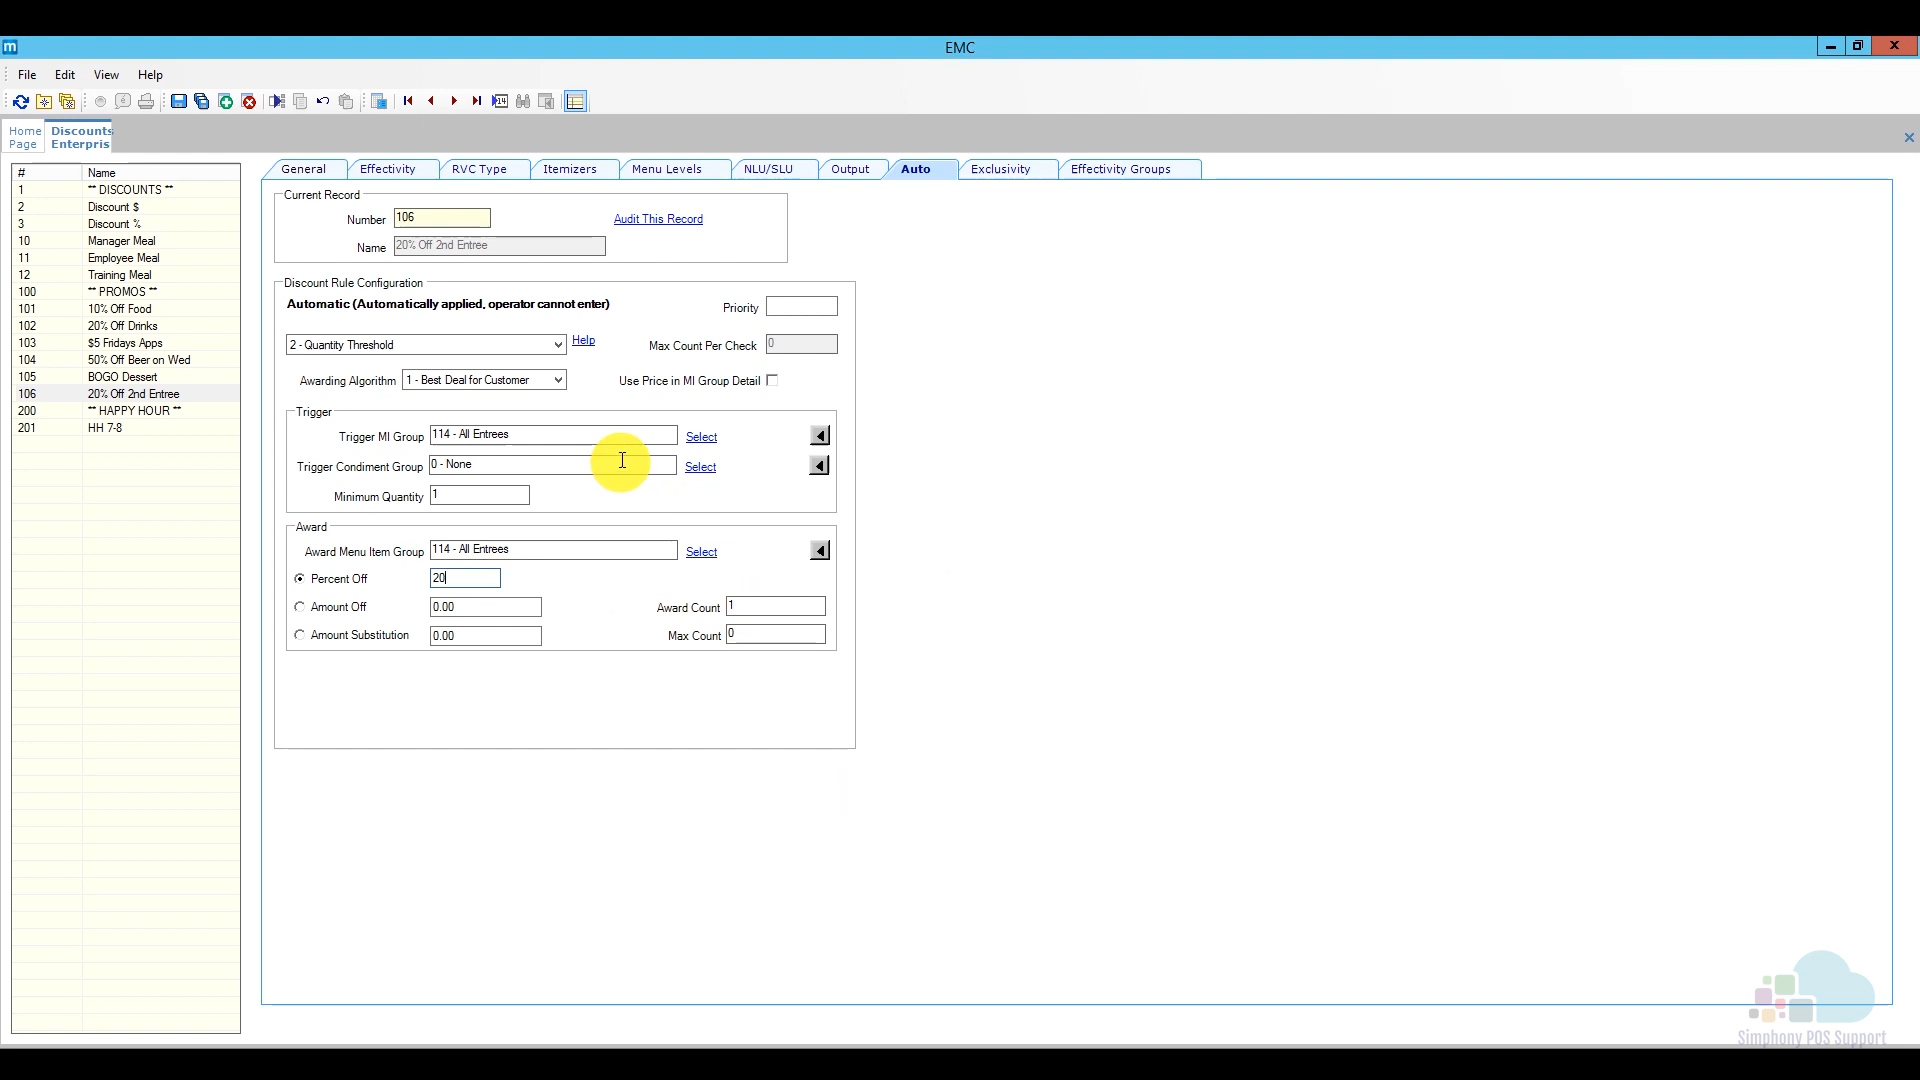 m
EMC
File Edit View Help
Home Page
Discounts Enterpris
# Name
1 ** DISCOUNTS **
2 Discount $
3 Discount %
10 Manager Meal
11 Employee Meal
12 Training Meal
100 ** PROMOS **
101 10% Off Food
102 20% Off Drinks
103 $5 Fridays Apps
104 50% Off Beer on Wed
105 BOGO Dessert
106 20% Off 2nd Entree
200 ** HAPPY HOUR **
201 HH 7-8
General Effectivity RVC Type Itemizers Menu Levels NLU/SLU Output Auto Exclusivity Effectivity Groups
Current Record
Number 106 Audit This Record
Name 20% Off 2nd Entree
Discount Rule Configuration
Automatic (Automatically applied, operator cannot enter) Priority
2 - Quantity Threshold Help Max Count Per Check 0
Awarding Algorithm 1 - Best Deal for Customer Use Price in MI Group Detail
Trigger
Trigger MI Group 114 - All Entrees Select
Trigger Condiment Group 0 - None Select
Minimum Quantity 1
Award
Award Menu Item Group 114 - All Entrees Select
Percent Off 20
Amount Off 0.00 Award Count 1
Amount Substitution 0.00 Max Count 0
Simphony POS Support